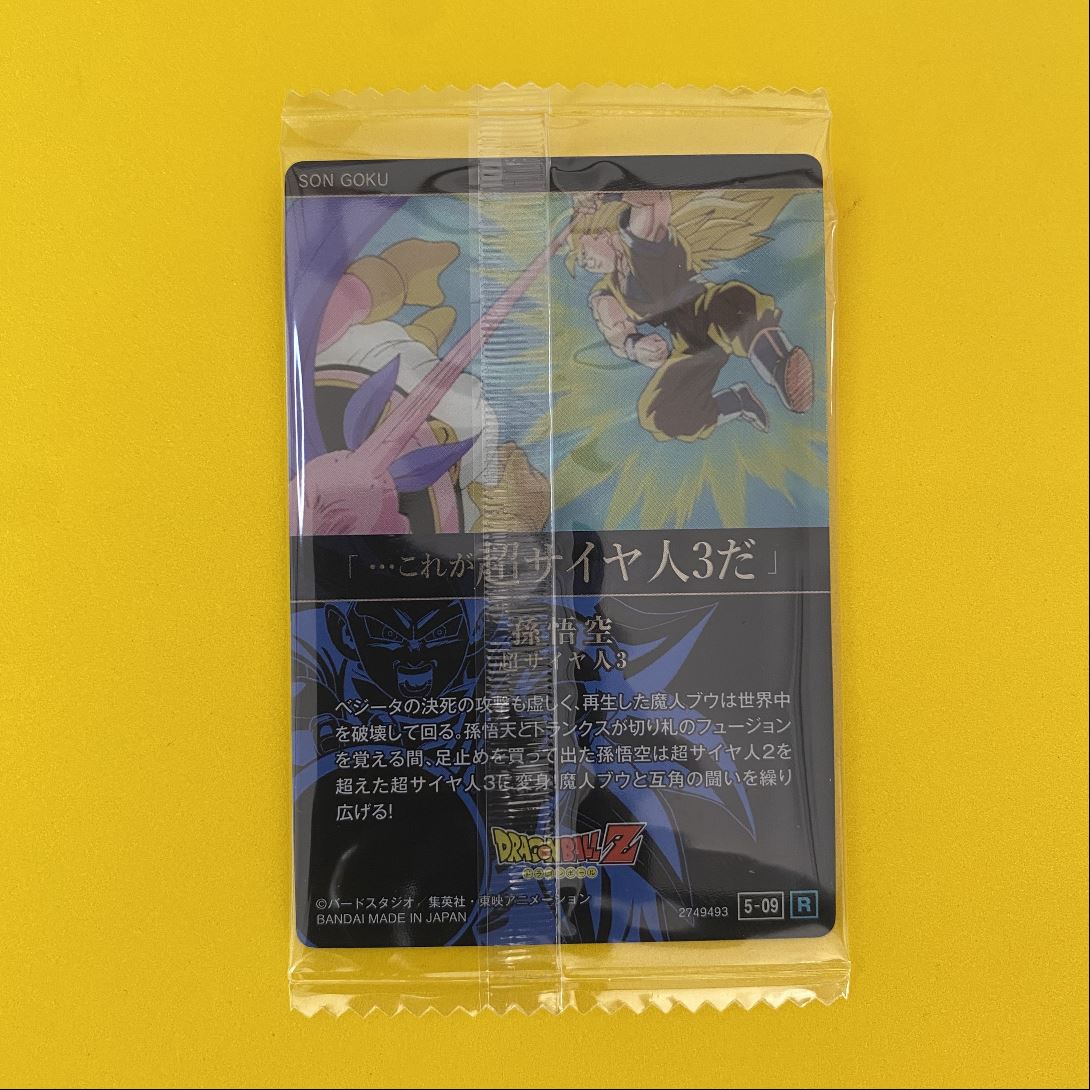 SON GOKU
「…これが超サイヤ人3だ」
孫悟空
超サイヤ人3
ベジータの決死の攻撃も虚しく、再生した魔人ブウは世界中
を破壊して回る。孫悟天とトランクスが切り札のフュージョン
を覚える間、足止めを買って出た孫悟空は超サイヤ人2を
超えた超サイヤ人3に変身!魔人ブウと互角の闘いを繰り
広げる!
DRAGONBALL Z
ドラゴンボール
©バードスタジオ/集英社・東映アニメーション
BANDAI MADE IN JAPAN
2749493 5-09 R